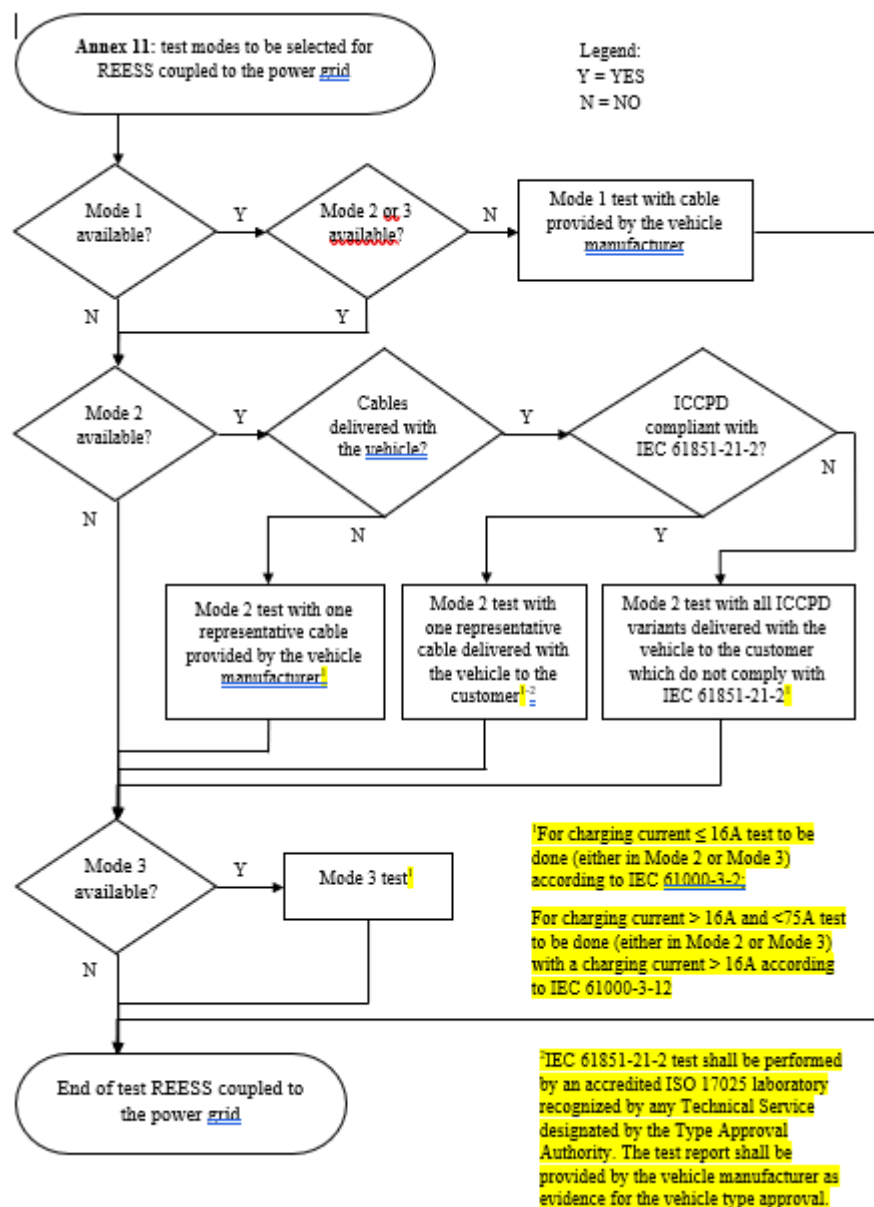 Annex 11: test modes to be selected for
REESS coupled to the power grid
Legend:
Y = YES
N = NO
Mode 1
available?
Y
Mode 2 or 3
available?
N
Mode 1 test with cable
provided by the vehicle
manufacturer
N
Y
Mode 2
available?
Y
Cables
delivered with
the vehicle?
Y
ICCPD
compliant with
IEC 61851-21-2?
N
N
N
Y
Mode 2 test with one
representative cable
provided by the vehicle
manufacturer¹
Mode 2 test with
one representative
cable delivered with
the vehicle to the
customer¹⁻²
Mode 2 test with all ICCPD
variants delivered with the
vehicle to the customer
which do not comply with
IEC 61851-21-2¹
Mode 3
available?
Y
Mode 3 test¹
N
¹For charging current ≤ 16A test to be
done (either in Mode 2 or Mode 3)
according to IEC 61000-3-2;
For charging current > 16A and <75A test
to be done (either in Mode 2 or Mode 3)
with a charging current > 16A according
to IEC 61000-3-12
End of test REESS coupled to
the power grid
²IEC 61851-21-2 test shall be performed
by an accredited ISO 17025 laboratory
recognized by any Technical Service
designated by the Type Approval
Authority. The test report shall be
provided by the vehicle manufacturer as
evidence for the vehicle type approval.